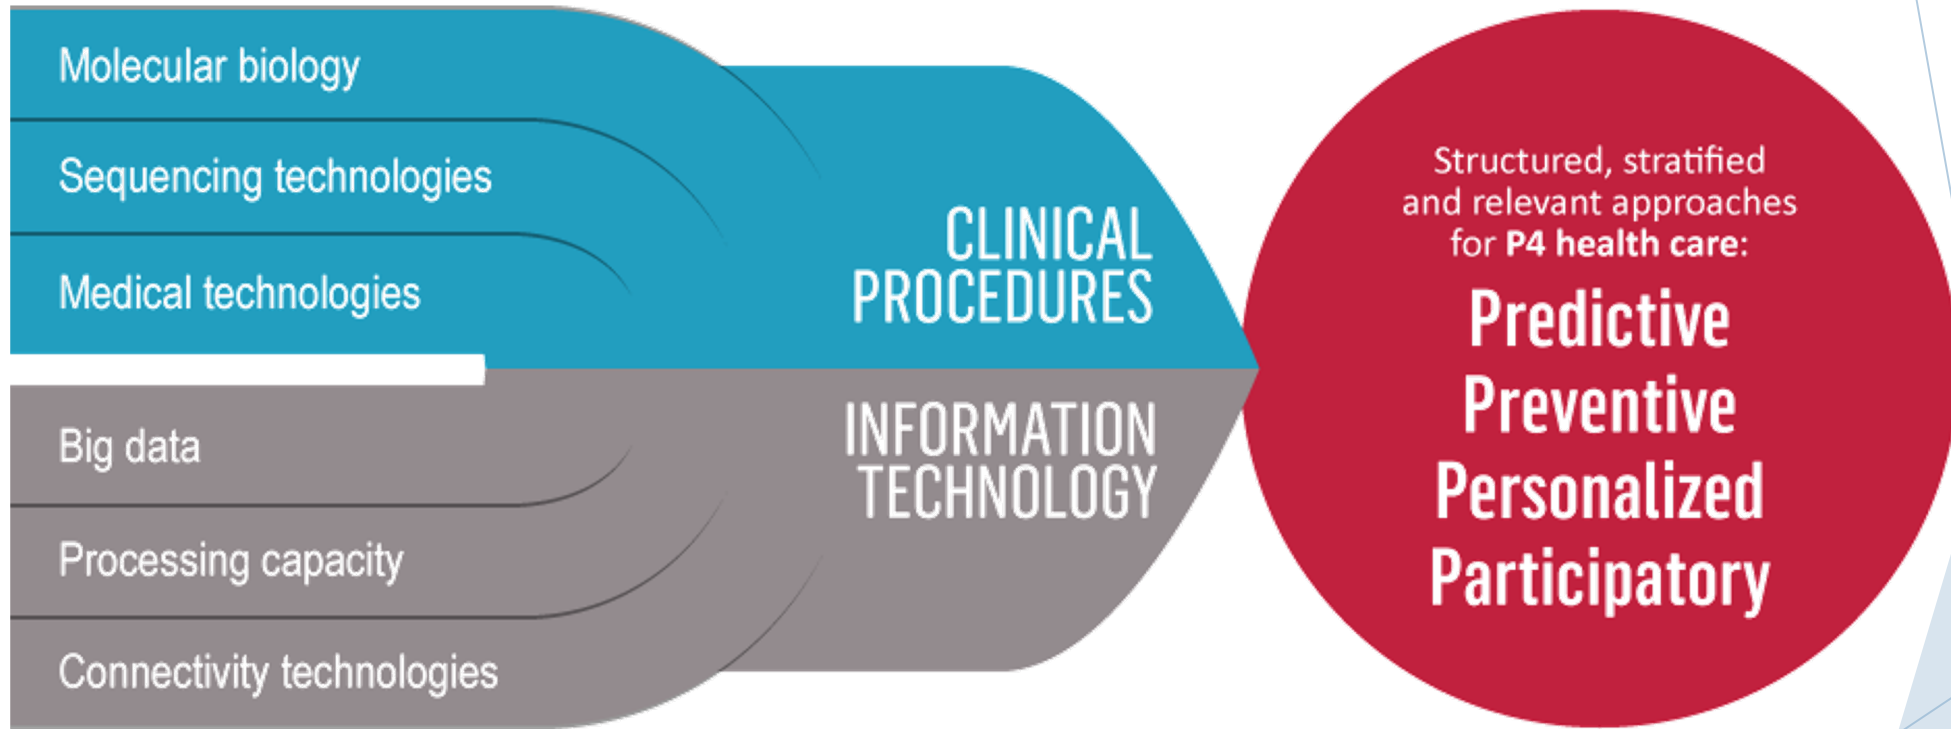 Molecular biology
Sequencing technologies
Medical technologies
CLINICAL
PROCEDURES
Big data
Processing capacity
Connectivity technologies
INFORMATION
TECHNOLOGY
Structured, stratified
and relevant approaches
for P4 health care:
Predictive
Preventive
Personalized
Participatory